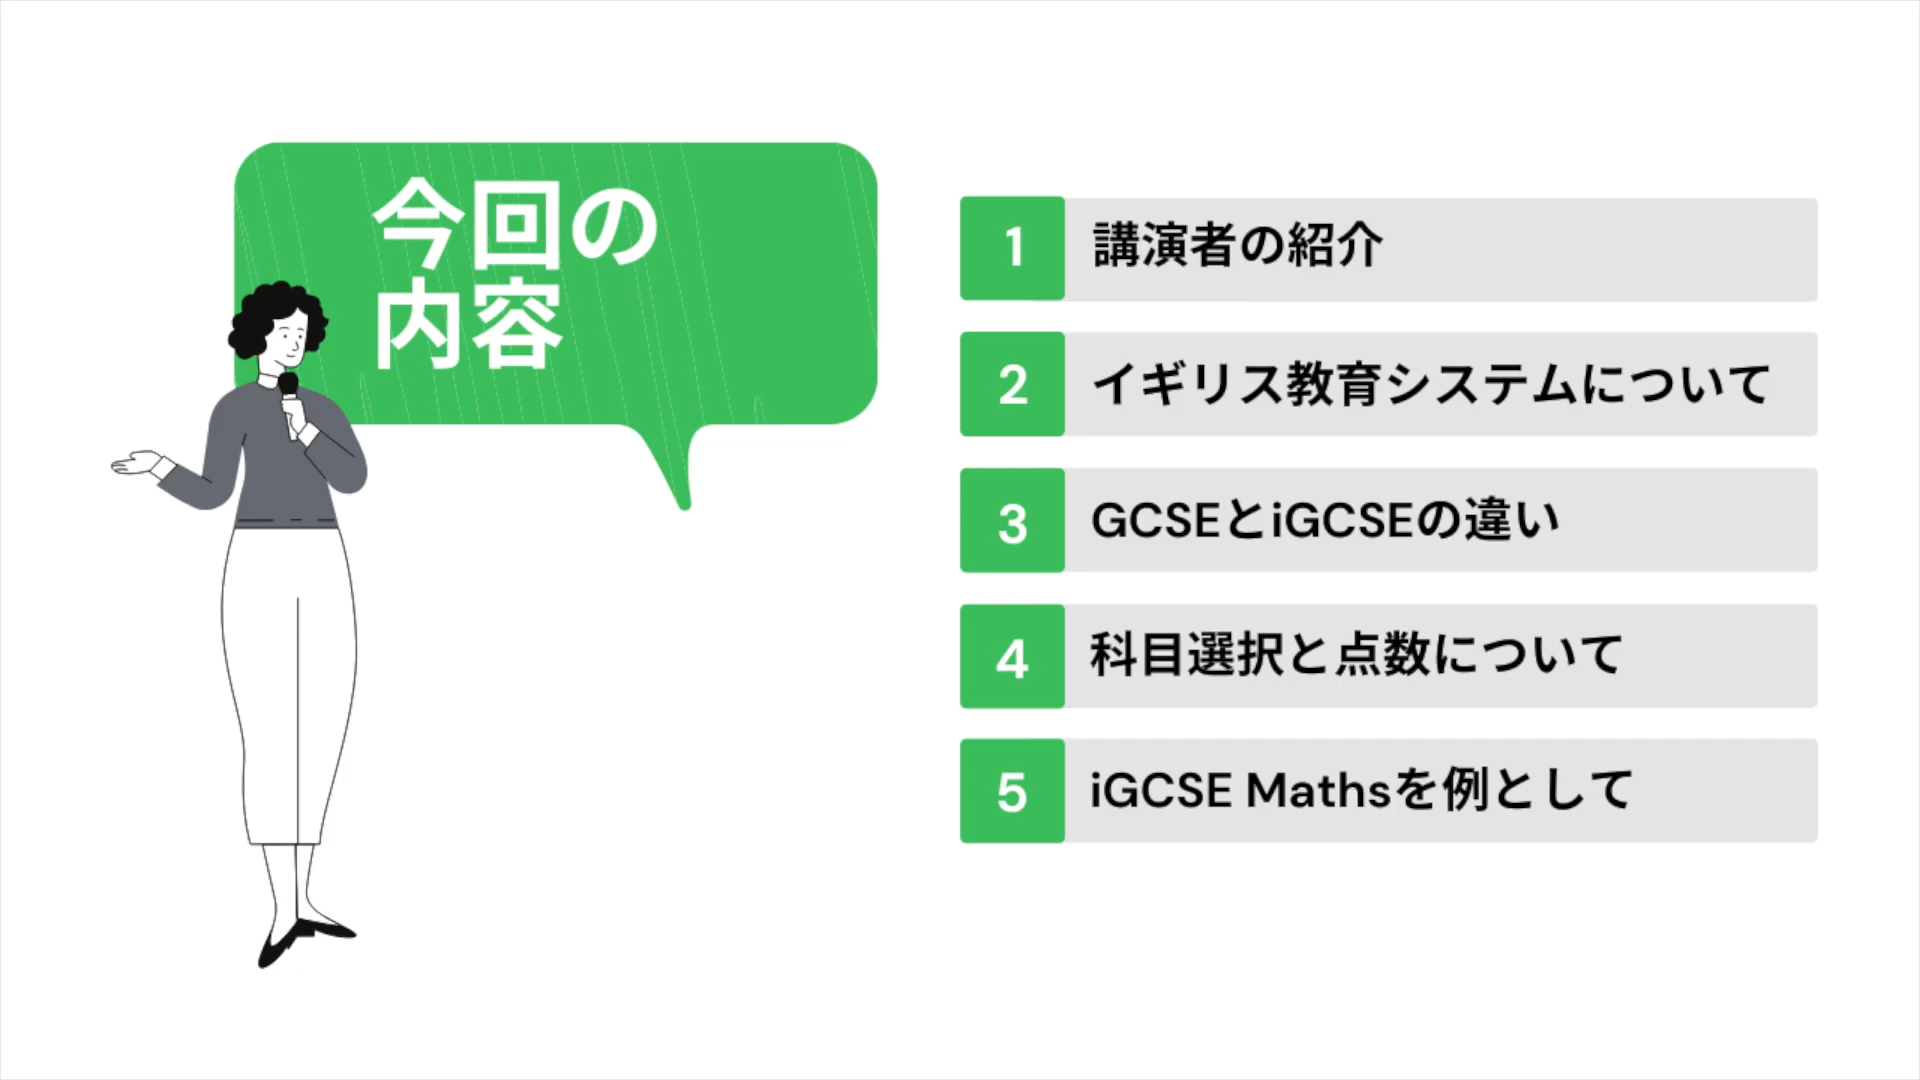 今回の
内容
1 講演者の紹介
2 イギリス教育システムについて
3 GCSEとiGCSEの違い
4 科目選択と点数について
5 iGCSE Mathsを例として